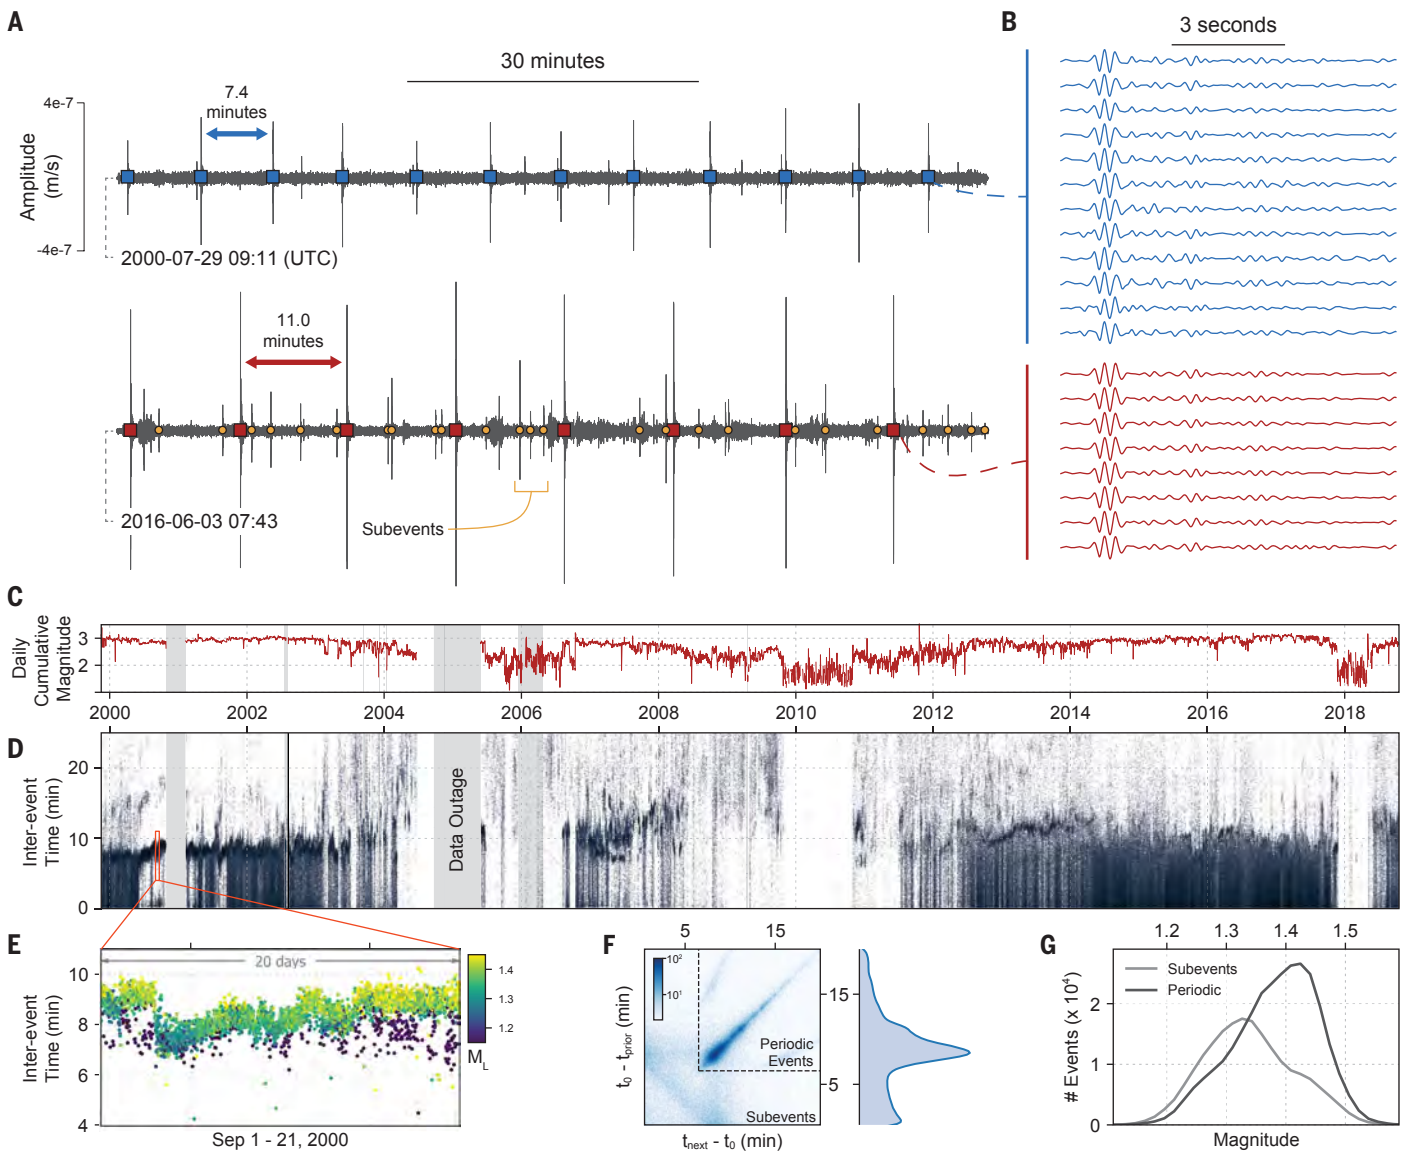 A
B
3 seconds
30 minutes
7.4
minutes
4e-7
Amplitude
(m/s)
-4e-7
2000-07-29 09:11 (UTC)
11.0
minutes
2016-06-03 07:43
Subevents
C
Daily
Cumulative
Magnitude
3
2
2000 2002 2004 2006 2008 2010 2012 2014 2016 2018
D
Inter-event
Time (min)
20
10
0
Data Outage
E
Inter-event
Time (min)
10
8
6
4
20 days
1.4
1.3
1.2
ML
Sep 1 - 21, 2000
F
5 15
10²
10¹
t0 - tprior (min)
Periodic
Events
Subevents
tnext - t0 (min)
15
5
G
1.2 1.3 1.4 1.5
Subevents
Periodic
# Events (x 10⁴)
2
1
0
Magnitude